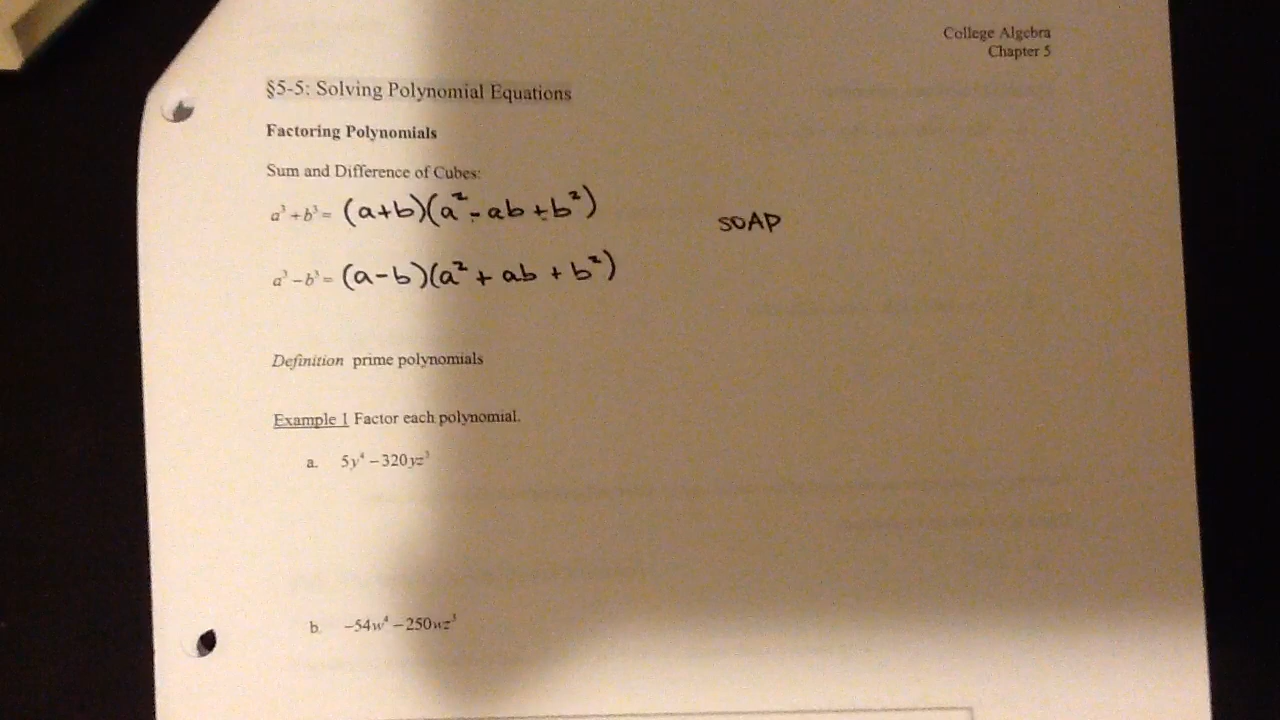 College Algebra
Chapter 5
§5-5: Solving Polynomial Equations
Factoring Polynomials
Sum and Difference of Cubes:
a³ + b³ = (a+b)(a² - ab + b²)
SOAP
a³ − b³ = (a-b)(a² + ab + b²)
Definition prime polynomials
Example 1 Factor each polynomial.
a. 5y⁴ − 320yz³
b. −54w⁴ − 250wz³